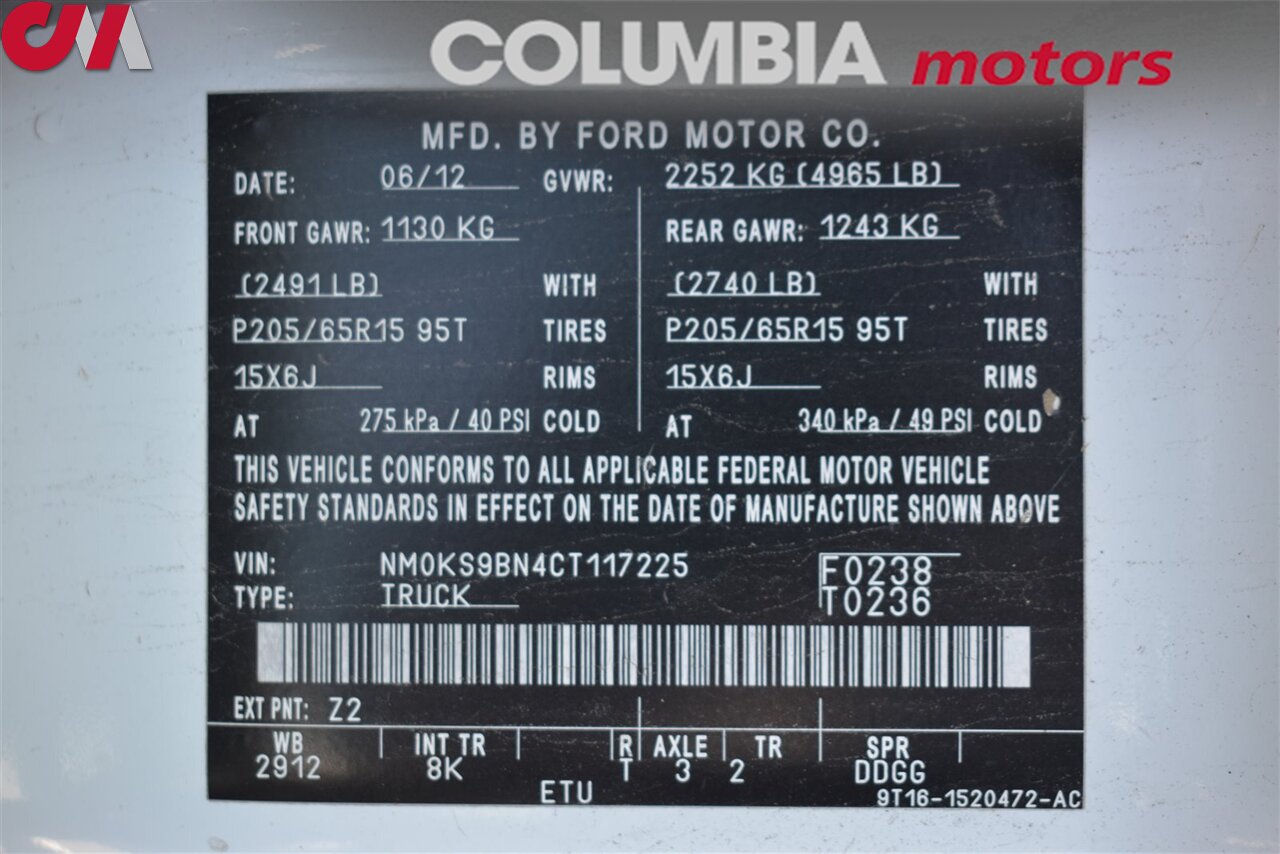 CM COLUMBIA motors
MFD. BY FORD MOTOR CO.
DATE: 06/12 GVWR: 2252 KG (4965 LB)
FRONT GAWR: 1130 KG REAR GAWR: 1243 KG
(2491 LB) WITH (2740 LB) WITH
P205/65R15 95T TIRES P205/65R15 95T TIRES
15X6J RIMS 15X6J RIMS
AT 275 kPa / 40 PSI COLD AT 340 kPa / 49 PSI COLD
THIS VEHICLE CONFORMS TO ALL APPLICABLE FEDERAL MOTOR VEHICLE
SAFETY STANDARDS IN EFFECT ON THE DATE OF MANUFACTURE SHOWN ABOVE
VIN: NM0KS9BN4CT117225 F0238
TYPE: TRUCK T0236
EXT PNT: Z2
WB INT TR R AXLE TR SPR
2912 8K T 3 2 DDGG
ETU 9T16-1520472-AC